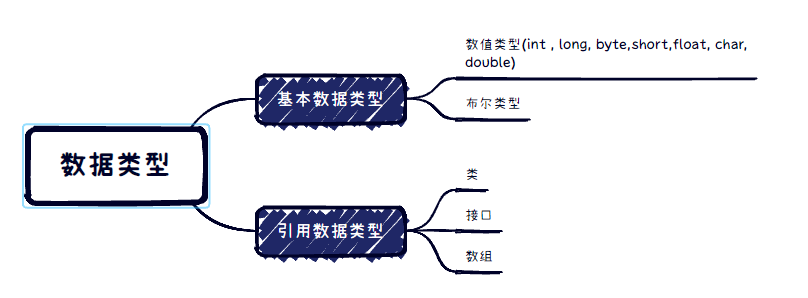 数值类型(int , long, byte,short,float, char,
double)
基本数据类型
布尔类型
数据类型
类
引用数据类型
接口
数组